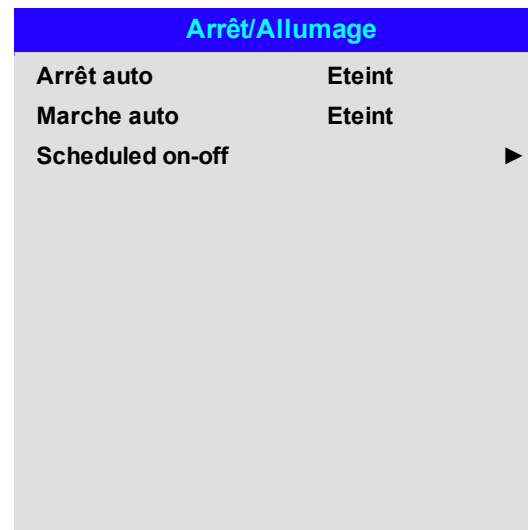 Arrêt/Allumage
Arrêt auto Eteint
Marche auto Eteint
Scheduled on-off ►